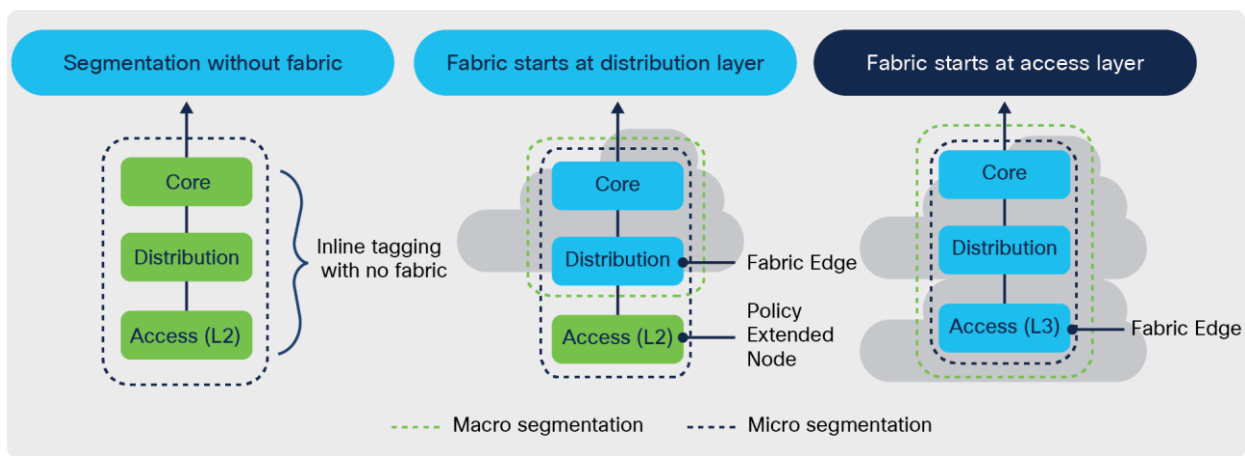 Segmentation without fabric
Fabric starts at distribution layer
Fabric starts at access layer
Core
Distribution
Access (L2)
Inline tagging
with no fabric
Core
Distribution
Fabric Edge
Access (L2)
Policy
Extended
Node
Core
Distribution
Access (L3)
Fabric Edge
Macro segmentation
Micro segmentation